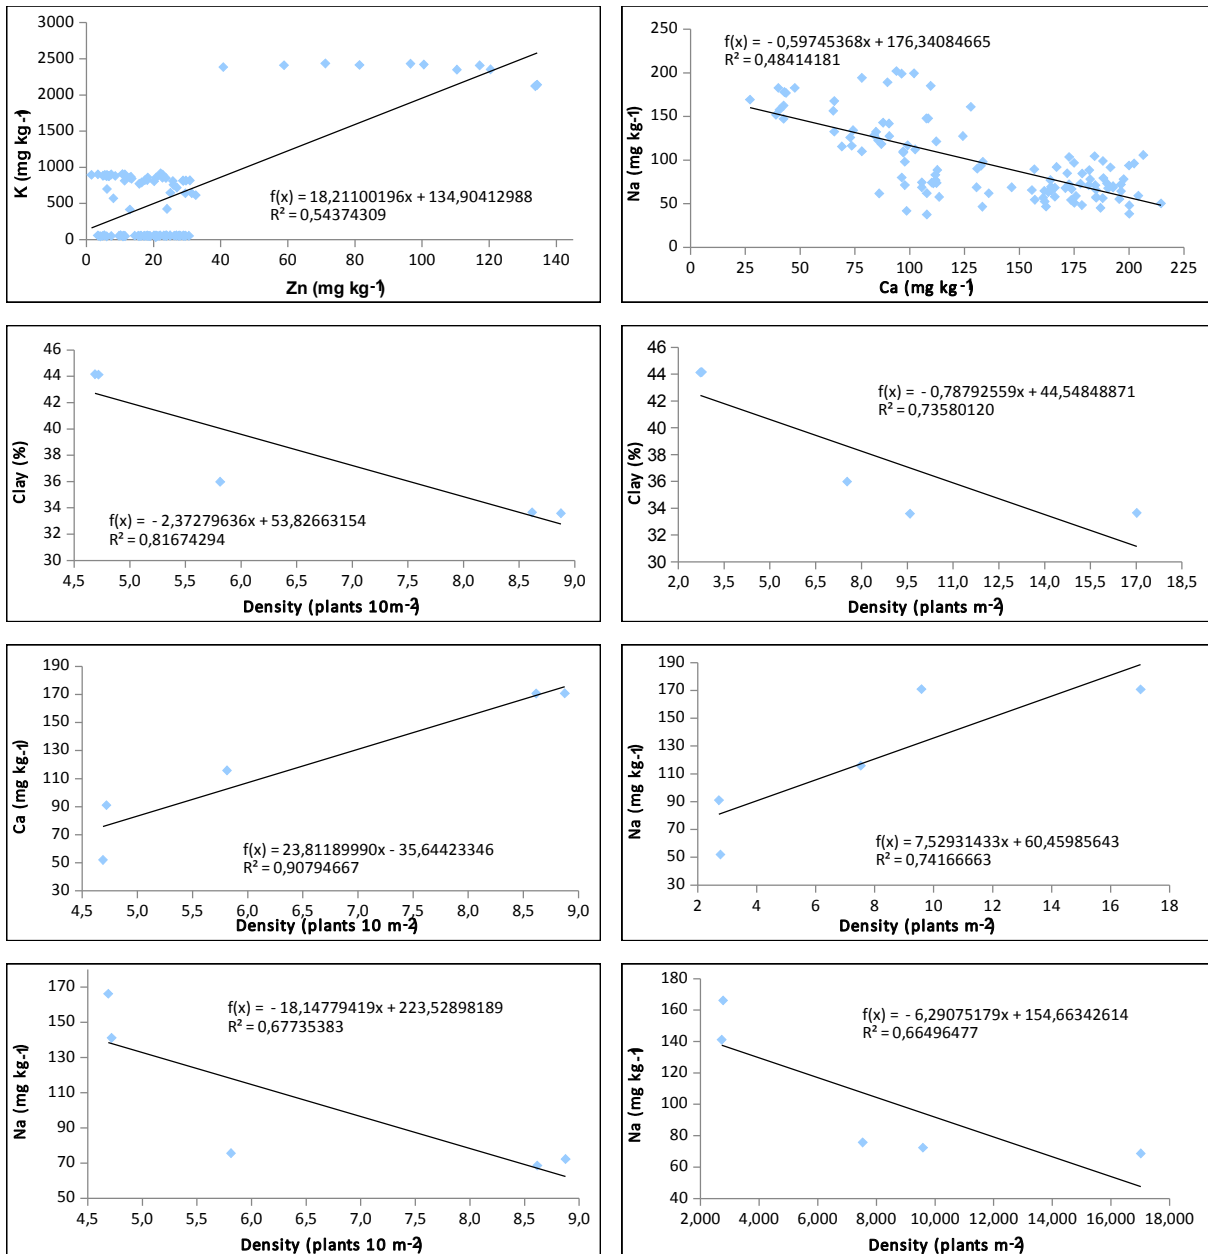 3000
2500
2000
1500
1000
500
0
K (mg kg-1)
f(x) = 18,21100196x + 134,90412988
R² = 0,54374309
0 20 40 60 80 100 120 140
Zn (mg kg-1)
250
200
150
100
50
0
Na (mg kg-1)
f(x) = - 0,59745368x + 176,34084665
R² = 0,48414181
0 25 50 75 100 125 150 175 200 225
Ca (mg kg-1)
46
44
42
40
38
36
34
32
30
Clay (%)
f(x) = - 2,37279636x + 53,82663154
R² = 0,81674294
4,5 5,0 5,5 6,0 6,5 7,0 7,5 8,0 8,5 9,0
Density (plants 10m-2)
46
44
42
40
38
36
34
32
30
Clay (%)
f(x) = - 0,78792559x + 44,54848871
R² = 0,73580120
2,0 3,5 5,0 6,5 8,0 9,5 11,0 12,5 14,0 15,5 17,0 18,5
Density (plants m-2)
190
170
150
130
110
90
70
50
30
Ca (mg kg-1)
f(x) = 23,81189990x - 35,64423346
R² = 0,90794667
4,5 5,0 5,5 6,0 6,5 7,0 7,5 8,0 8,5 9,0
Density (plants 10 m-2)
190
170
150
130
110
90
70
50
30
Na (mg kg-1)
f(x) = 7,52931433x + 60,45985643
R² = 0,74166663
2 4 6 8 10 12 14 16 18
Density (plants m-2)
170
150
130
110
90
70
50
Na (mg kg-1)
f(x) = - 18,14779419x + 223,52898189
R² = 0,67735383
4,5 5,0 5,5 6,0 6,5 7,0 7,5 8,0 8,5 9,0
Density (plants 10 m-2)
180
160
140
120
100
80
60
40
Na (mg kg-1)
f(x) = - 6,29075179x + 154,66342614
R² = 0,66496477
2,000 4,000 6,000 8,000 10,000 12,000 14,000 16,000 18,000
Density (plants m-2)